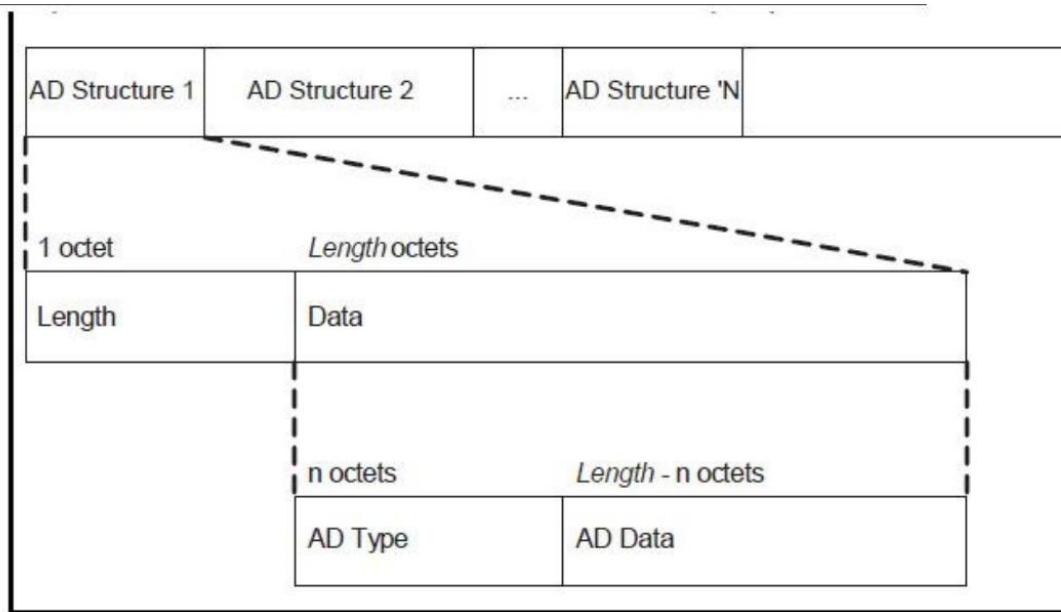 AD Structure 1 AD Structure 2 ... AD Structure 'N
1 octet Length octets
Length Data
n octets Length - n octets
AD Type AD Data